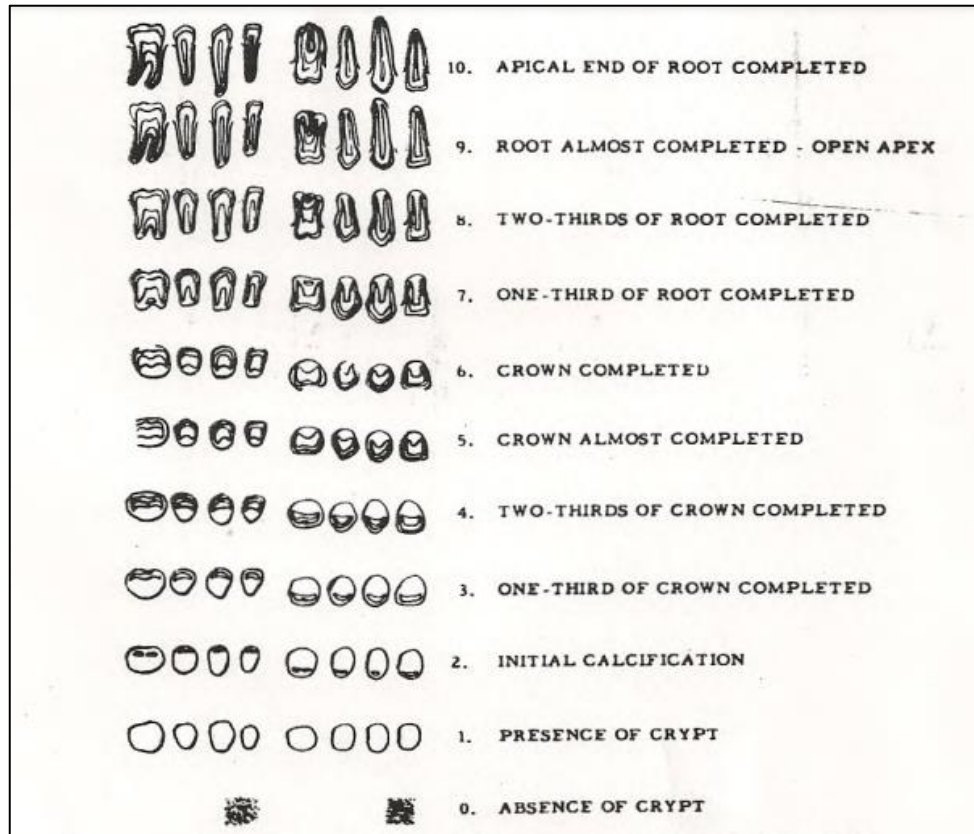 10. APICAL END OF ROOT COMPLETED
9. ROOT ALMOST COMPLETED - OPEN APEX
8. TWO-THIRDS OF ROOT COMPLETED
7. ONE-THIRD OF ROOT COMPLETED
6. CROWN COMPLETED
5. CROWN ALMOST COMPLETED
4. TWO-THIRDS OF CROWN COMPLETED
3. ONE-THIRD OF CROWN COMPLETED
2. INITIAL CALCIFICATION
1. PRESENCE OF CRYPT
0. ABSENCE OF CRYPT